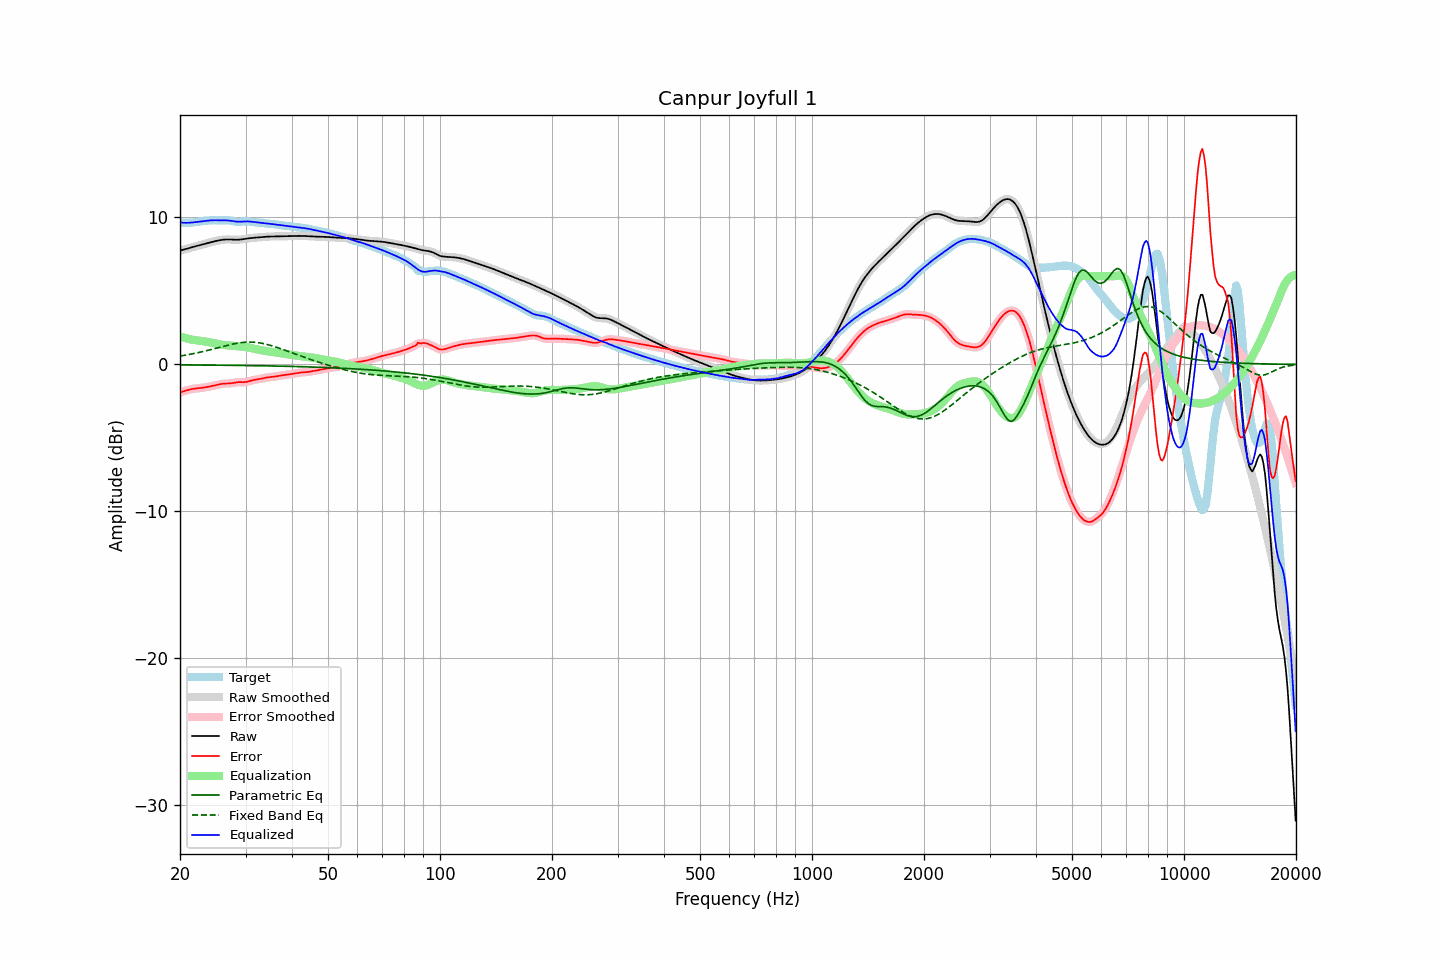 Canpur Joyfull 1
Amplitude (dBr)
10
0
−10
−20
−30
Target
Raw Smoothed
Error Smoothed
Raw
Error
Equalization
Parametric Eq
Fixed Band Eq
Equalized
20 50 100 200 500 1000 2000 5000 10000 20000
Frequency (Hz)